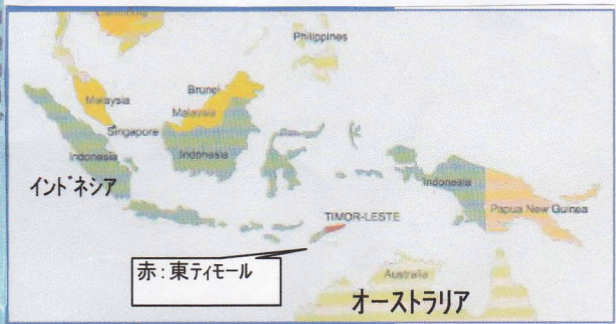 Cambodia
Philippines
Brunei
Malaysia
Malaysia
Singapore
Indonesia
Indonesia
Indonesia
インドネシア
Papua New Guinea
TIMOR-LESTE
赤：東ティモール
Australia
オーストラリア